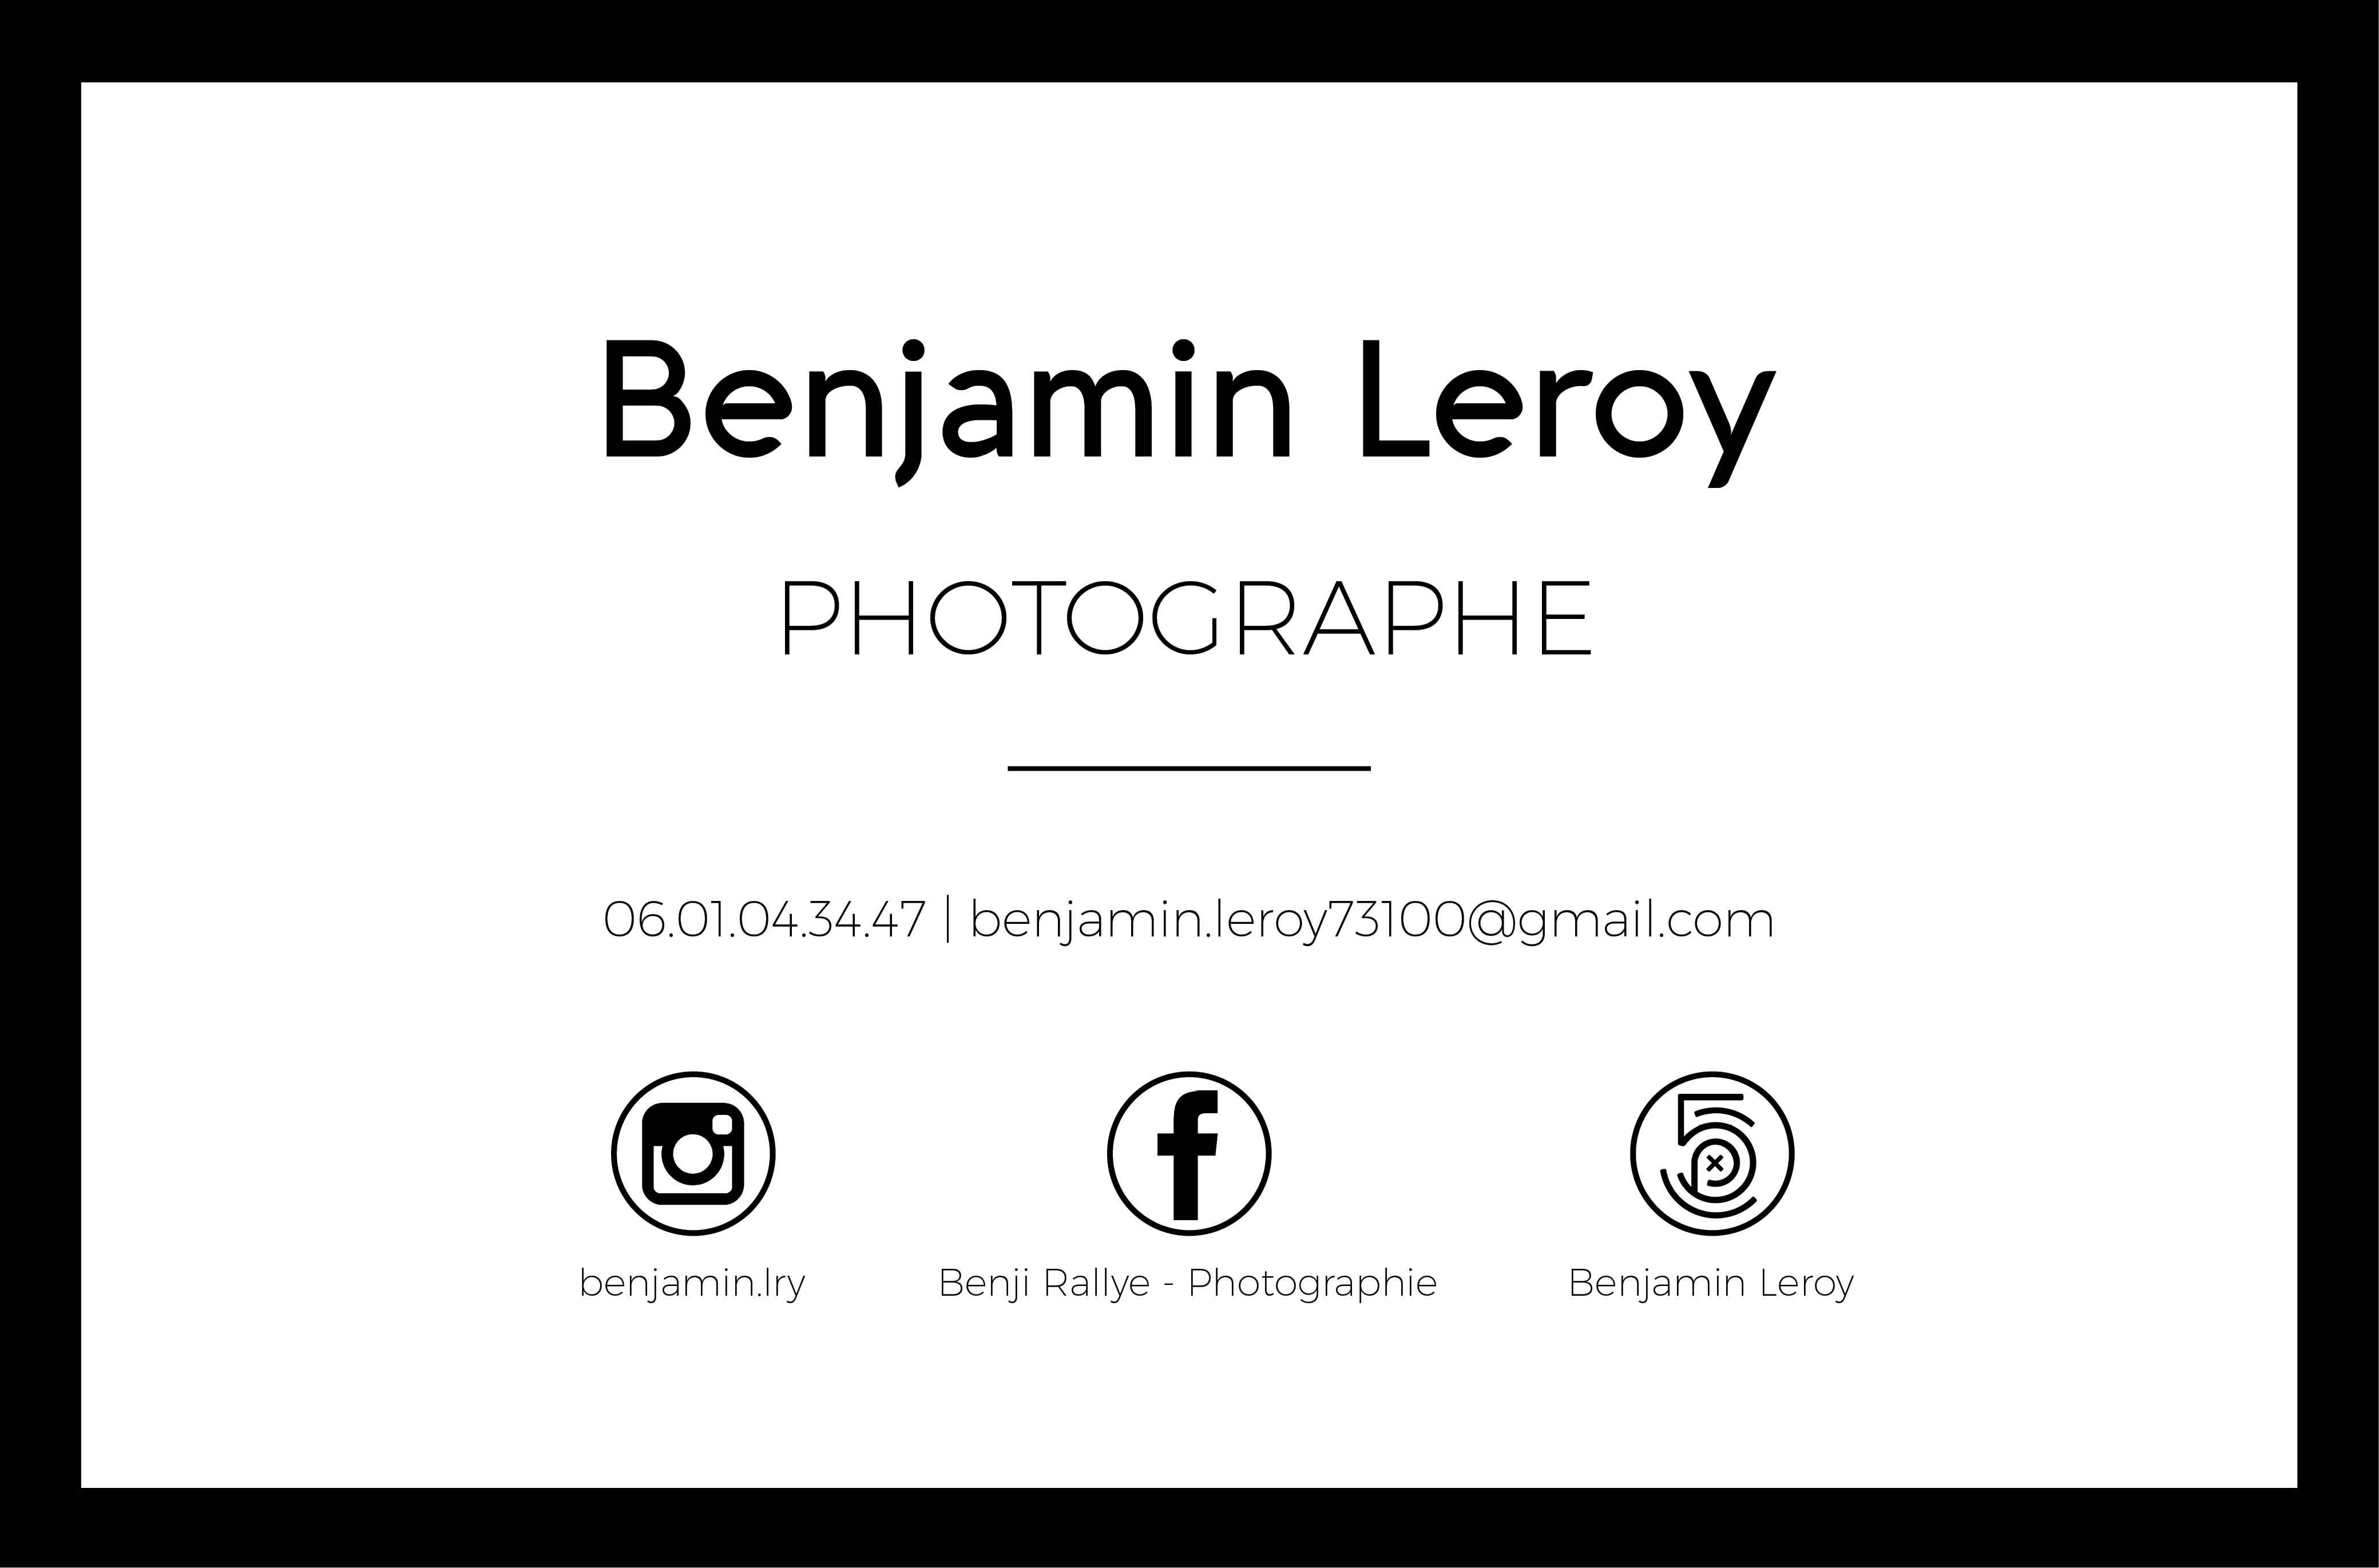 Benjamin Leroy
PHOTOGRAPHE
06.01.04.34.47 | benjamin.leroy73100@gmail.com
benjamin.lry
Benji Rallye - Photographie
Benjamin Leroy